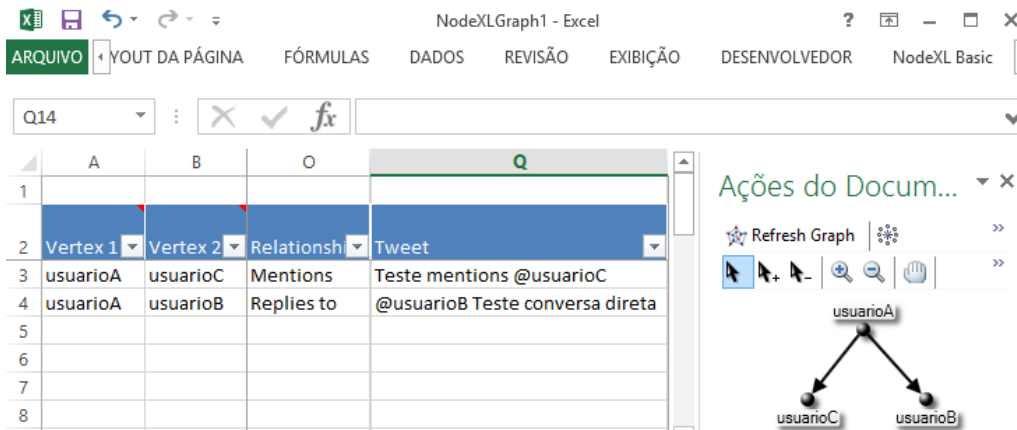 NodeXLGraph1 - Excel ?
ARQUIVO YOUT DA PÁGINA FÓRMULAS DADOS REVISÃO EXIBIÇÃO DESENVOLVEDOR NodeXL Basic
Q14 fx
A B O Q
1
2 Vertex 1 Vertex 2 Relationshi Tweet
3 usuarioA usuarioC Mentions Teste mentions @usuarioC
4 usuarioA usuarioB Replies to @usuarioB Teste conversa direta
5
6
7
8
Ações do Docum...
Refresh Graph
usuarioA
usuarioC usuarioB